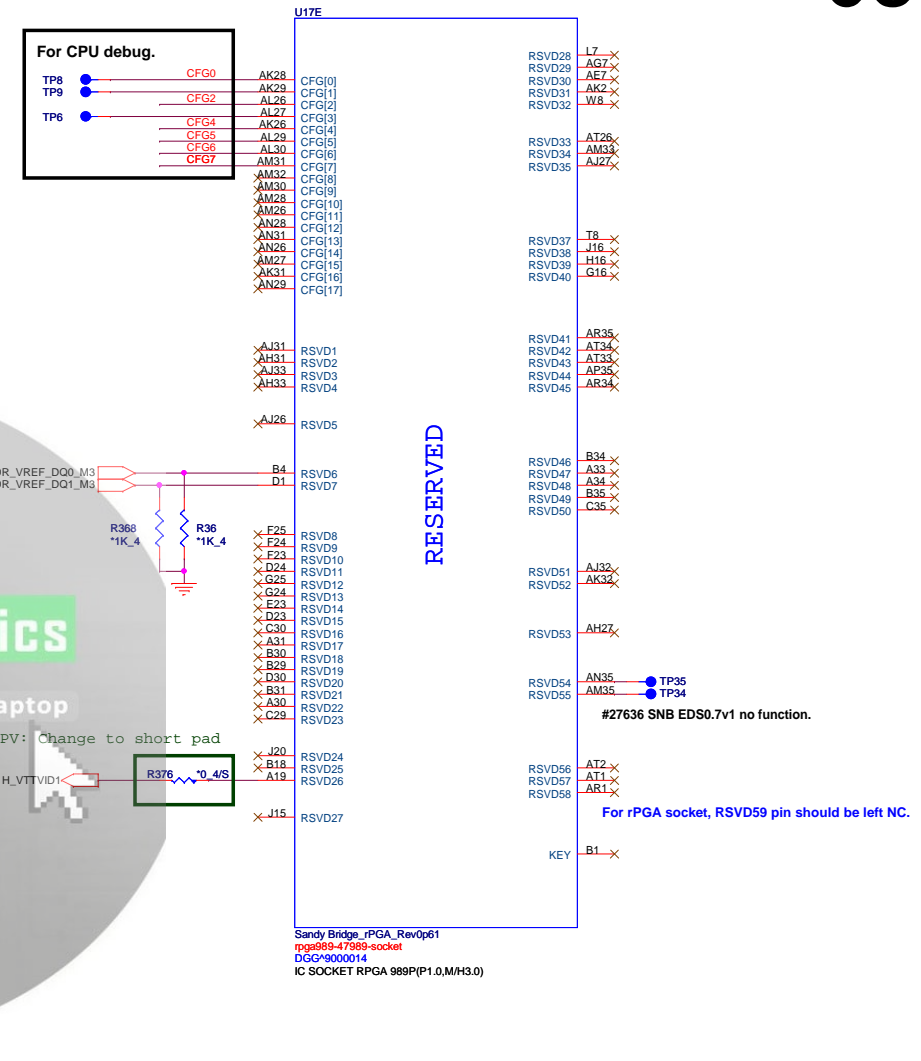 U17E
For CPU debug.
TP8 CFG0 AK28 CFG[0]
TP9 AK29 CFG[1]
CFG2 AL26 CFG[2]
TP6 AL27 CFG[3]
CFG4 AK26 CFG[4]
CFG5 AL29 CFG[5]
CFG6 AL30 CFG[6]
CFG7 AM31 CFG[7]
AM32 CFG[8]
AM30 CFG[9]
AM28 CFG[10]
AM26 CFG[11]
AN28 CFG[12]
AN31 CFG[13]
AN26 CFG[14]
AM27 CFG[15]
AK31 CFG[16]
AN29 CFG[17]
AJ31 RSVD1
AH31 RSVD2
AJ33 RSVD3
AH33 RSVD4
AJ26 RSVD5
R_VREF_DQ0_M3 B4 RSVD6
R_VREF_DQ1_M3 D1 RSVD7
R368 R36
*1K_4 *1K_4
F25 RSVD8
F24 RSVD9
F23 RSVD10
D24 RSVD11
G25 RSVD12
G24 RSVD13
E23 RSVD14
D23 RSVD15
C30 RSVD16
A31 RSVD17
B30 RSVD18
B29 RSVD19
D30 RSVD20
B31 RSVD21
A30 RSVD22
C29 RSVD23
ics
aptop
PV: Change to short pad
J20 RSVD24
B18 RSVD25
H_VTTVID1 R376 *0_4/S A19 RSVD26
J15 RSVD27
RESERVED
RSVD28 L7
RSVD29 AG7
RSVD30 AE7
RSVD31 AK2
RSVD32 W8
RSVD33 AT26
RSVD34 AM33
RSVD35 AJ27
RSVD37 T8
RSVD38 J16
RSVD39 H16
RSVD40 G16
RSVD41 AR35
RSVD42 AT34
RSVD43 AT33
RSVD44 AP35
RSVD45 AR34
RSVD46 B34
RSVD47 A33
RSVD48 A34
RSVD49 B35
RSVD50 C35
RSVD51 AJ32
RSVD52 AK32
RSVD53 AH27
RSVD54 AN35 TP35
RSVD55 AM35 TP34
#27636 SNB EDS0.7v1 no function.
RSVD56 AT2
RSVD57 AT1
RSVD58 AR1
For rPGA socket, RSVD59 pin should be left NC.
KEY B1
Sandy Bridge_rPGA_Rev0p61
rpga989-47989-socket
DGG^9000014
IC SOCKET RPGA 989P(P1.0,M/H3.0)